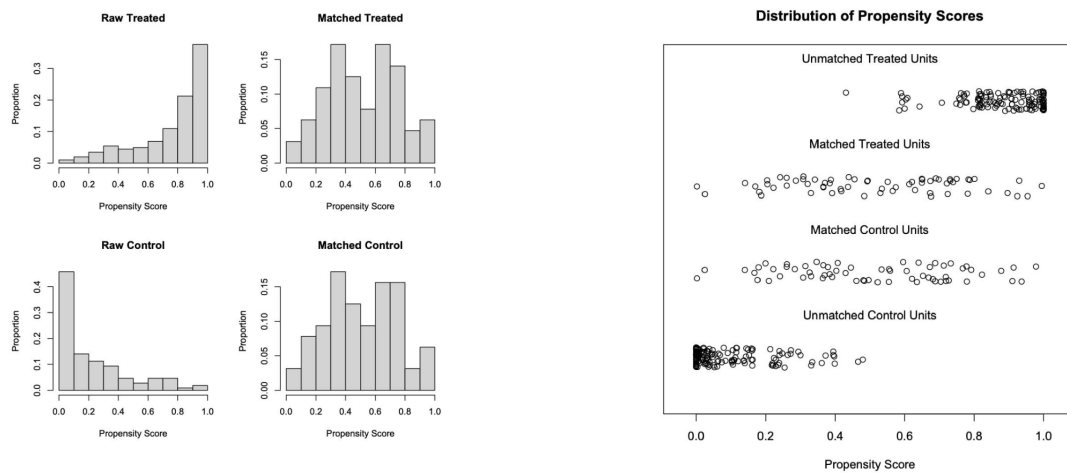 Raw Treated
Proportion
0.0 0.1 0.2 0.3
0.0 0.2 0.4 0.6 0.8 1.0
Propensity Score
Matched Treated
Proportion
0.00 0.05 0.10 0.15
0.0 0.2 0.4 0.6 0.8 1.0
Propensity Score
Raw Control
Proportion
0.0 0.1 0.2 0.3 0.4
0.0 0.2 0.4 0.6 0.8 1.0
Propensity Score
Matched Control
Proportion
0.00 0.05 0.10 0.15
0.0 0.2 0.4 0.6 0.8 1.0
Propensity Score
Distribution of Propensity Scores
Unmatched Treated Units
Matched Treated Units
Matched Control Units
Unmatched Control Units
0.0 0.2 0.4 0.6 0.8 1.0
Propensity Score